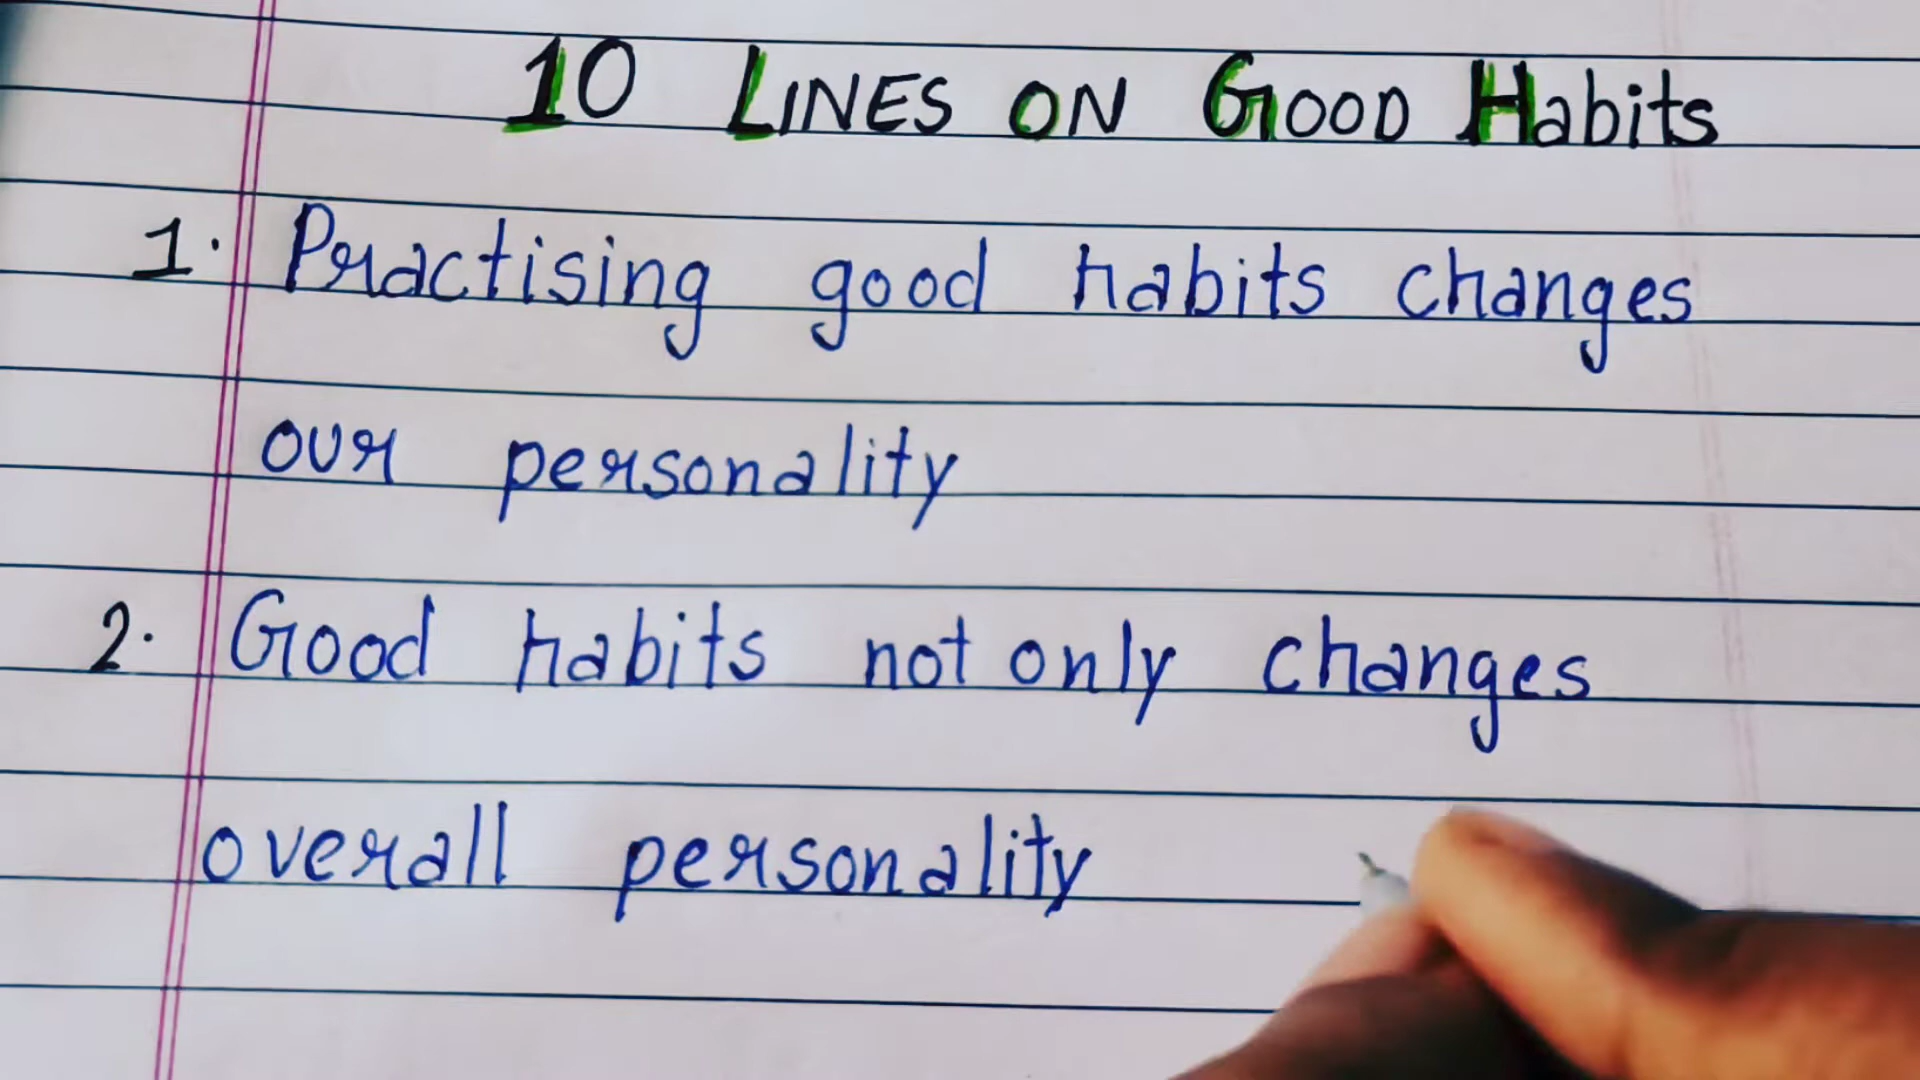 10 LINES ON GOOD Habits
1. Practising good habits changes
our personality
2. Good habits not only changes
overall personality